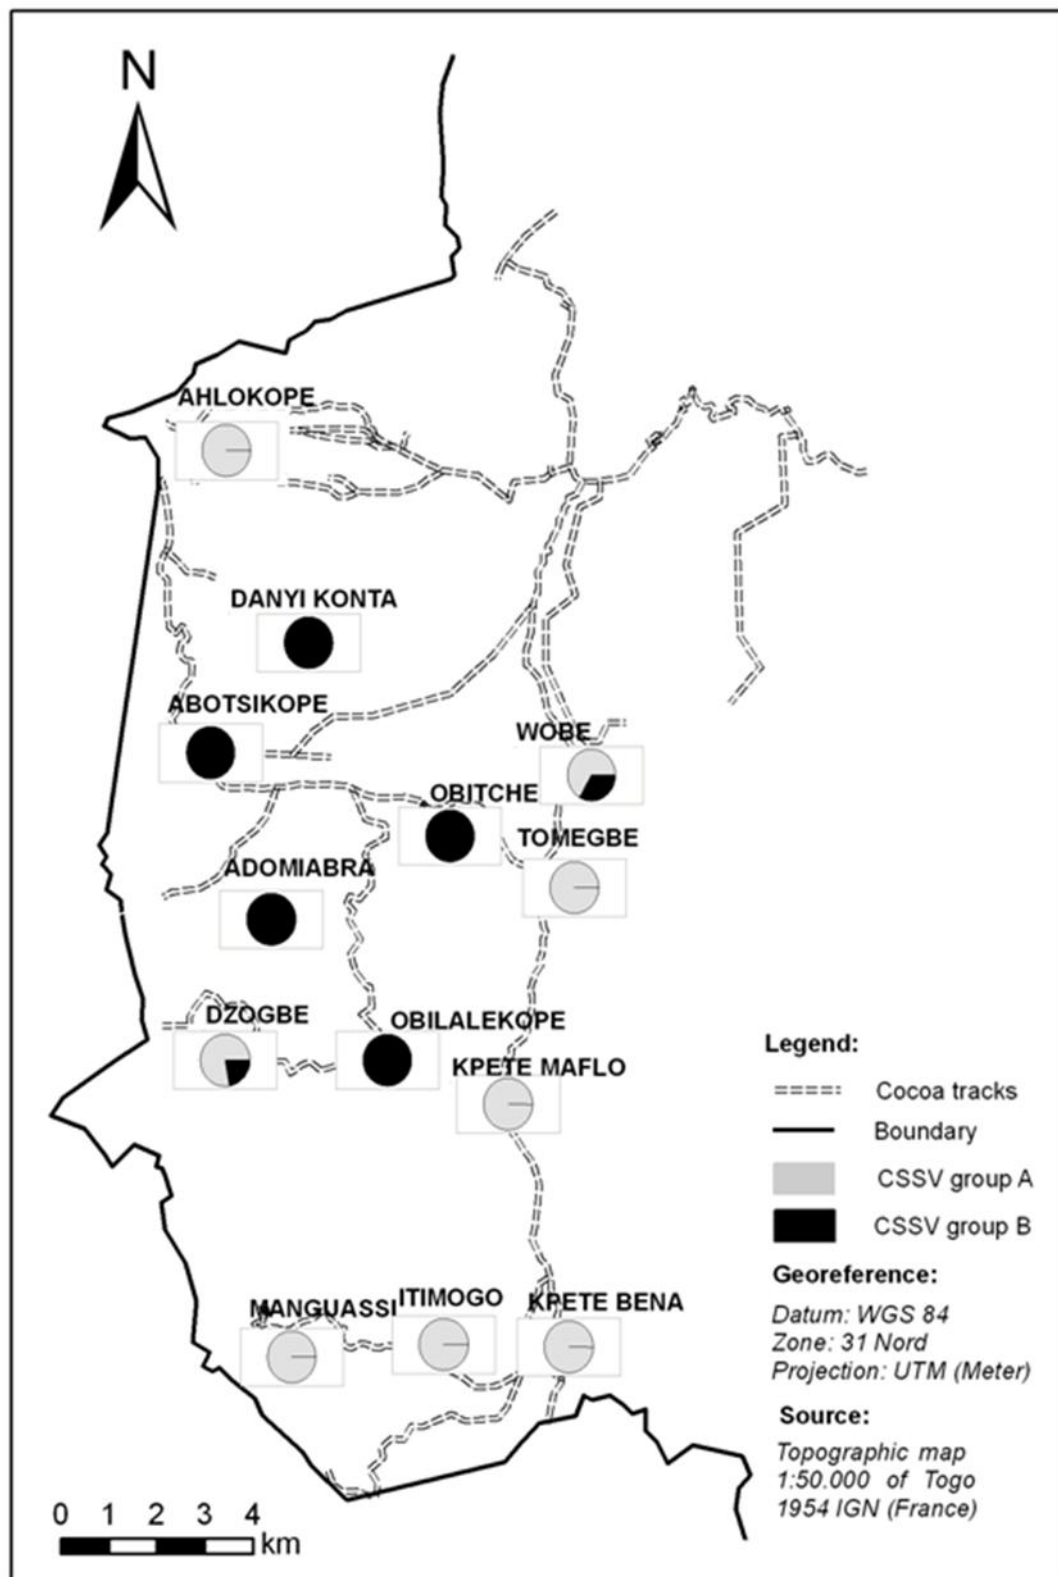 N
AHLOKOPE
DANYI KONTA
ABOTSIKOPE
WOBE
OBITCHE
TOMEGBE
ADOMIABRA
DZOGBE
OBILALEKOPE
KPETE MAFLO
MANGUASSI
ITIMOGO
KPETE BENA
Legend:
Cocoa tracks
Boundary
CSSV group A
CSSV group B
Georeference:
Datum: WGS 84
Zone: 31 Nord
Projection: UTM (Meter)
Source:
Topographic map
1:50.000 of Togo
1954 IGN (France)
0 1 2 3 4
km